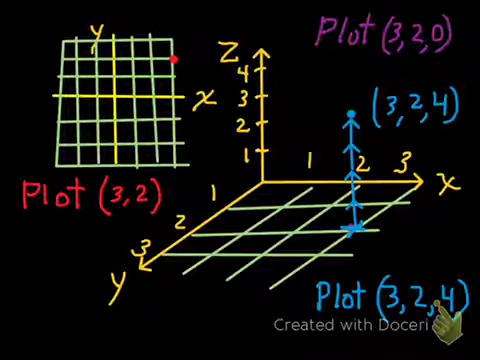 Plot (3,2,0)
y
Z
4
3
2
1
x
(3,2,4)
1 2 3
x
1
2
3
y
Plot (3,2)
Plot (3,2,4)
Created with Doceri